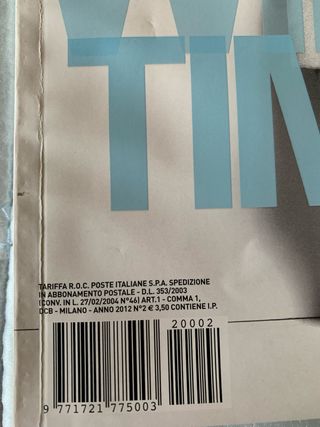 TIM
TARIFFA R.O.C. POSTE ITALIANE S.P.A. SPEDIZIONE
IN ABBONAMENTO POSTALE - D.L. 353/2003
(CONV. IN L. 27/02/2004 N°46) ART.1 - COMMA 1,
DCB - MILANO - ANNO 2012 N°2 € 3,50 CONTIENE I.P.
20002
9 771721 775003